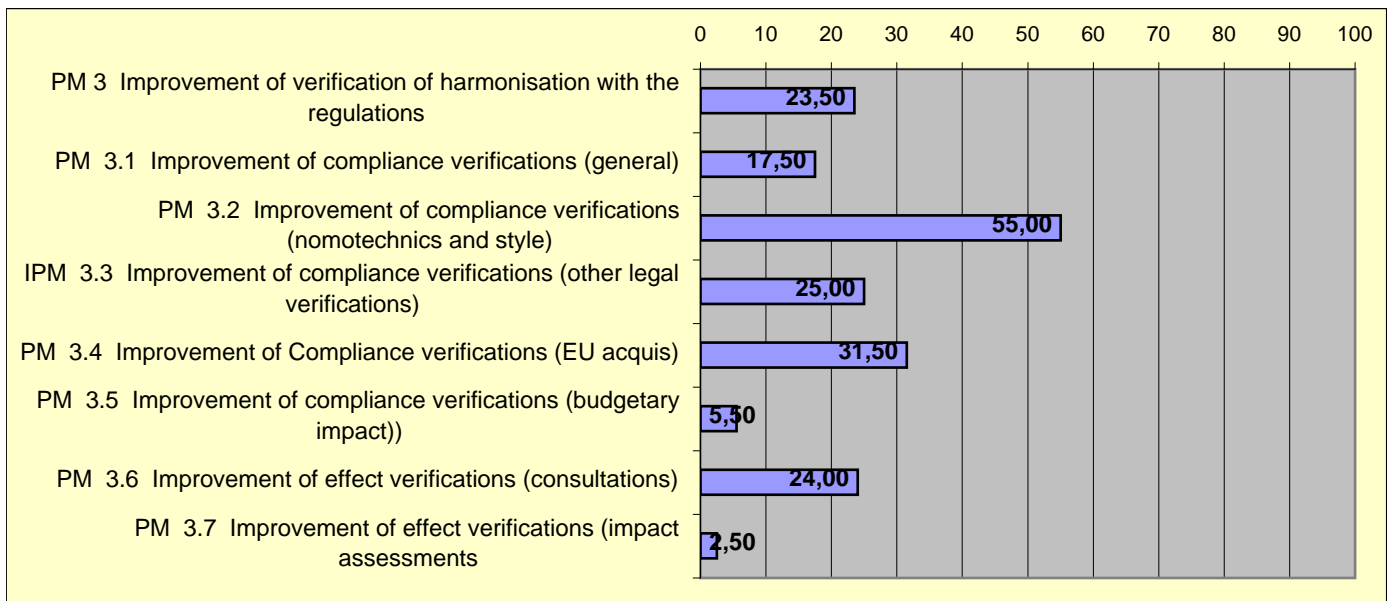 0 10 20 30 40 50 60 70 80 90 100
PM 3 Improvement of verification of harmonisation with the
regulations
23,50
PM 3.1 Improvement of compliance verifications (general)
17,50
PM 3.2 Improvement of compliance verifications
(nomotechnics and style)
55,00
IPM 3.3 Improvement of compliance verifications (other legal
verifications)
25,00
PM 3.4 Improvement of Compliance verifications (EU acquis)
31,50
PM 3.5 Improvement of compliance verifications (budgetary
impact))
5,50
PM 3.6 Improvement of effect verifications (consultations)
24,00
PM 3.7 Improvement of effect verifications (impact
assessments
2,50